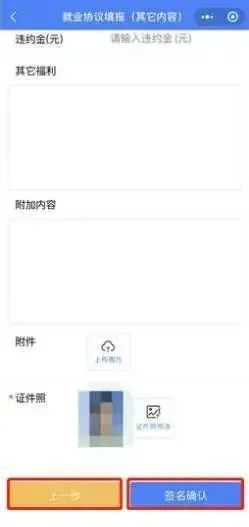 就业协议填报（其它内容）
违约金(元) 请输入违约金 (元)
其它福利
附加内容
附件
上传图片
*证件照
证件照修改
上一步 签名确认